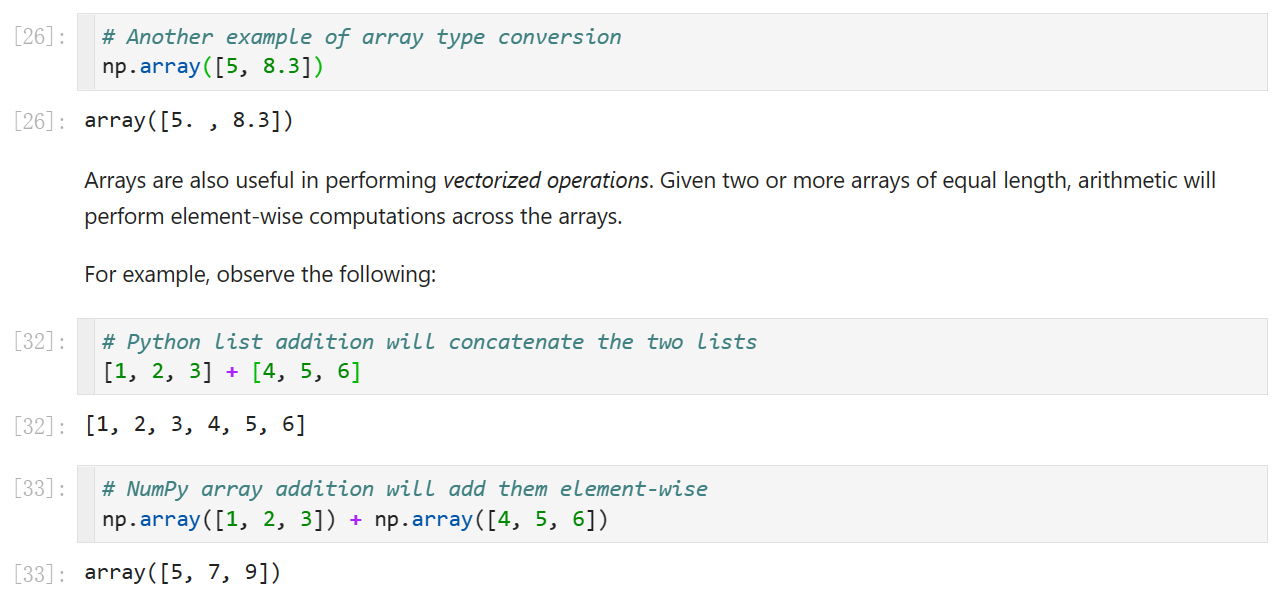 [26]: # Another example of array type conversion
np.array([5, 8.3])
[26]: array([5. , 8.3])
Arrays are also useful in performing vectorized operations. Given two or more arrays of equal length, arithmetic will
perform element-wise computations across the arrays.
For example, observe the following:
[32]: # Python list addition will concatenate the two lists
[1, 2, 3] + [4, 5, 6]
[32]: [1, 2, 3, 4, 5, 6]
[33]: # NumPy array addition will add them element-wise
np.array([1, 2, 3]) + np.array([4, 5, 6])
[33]: array([5, 7, 9])